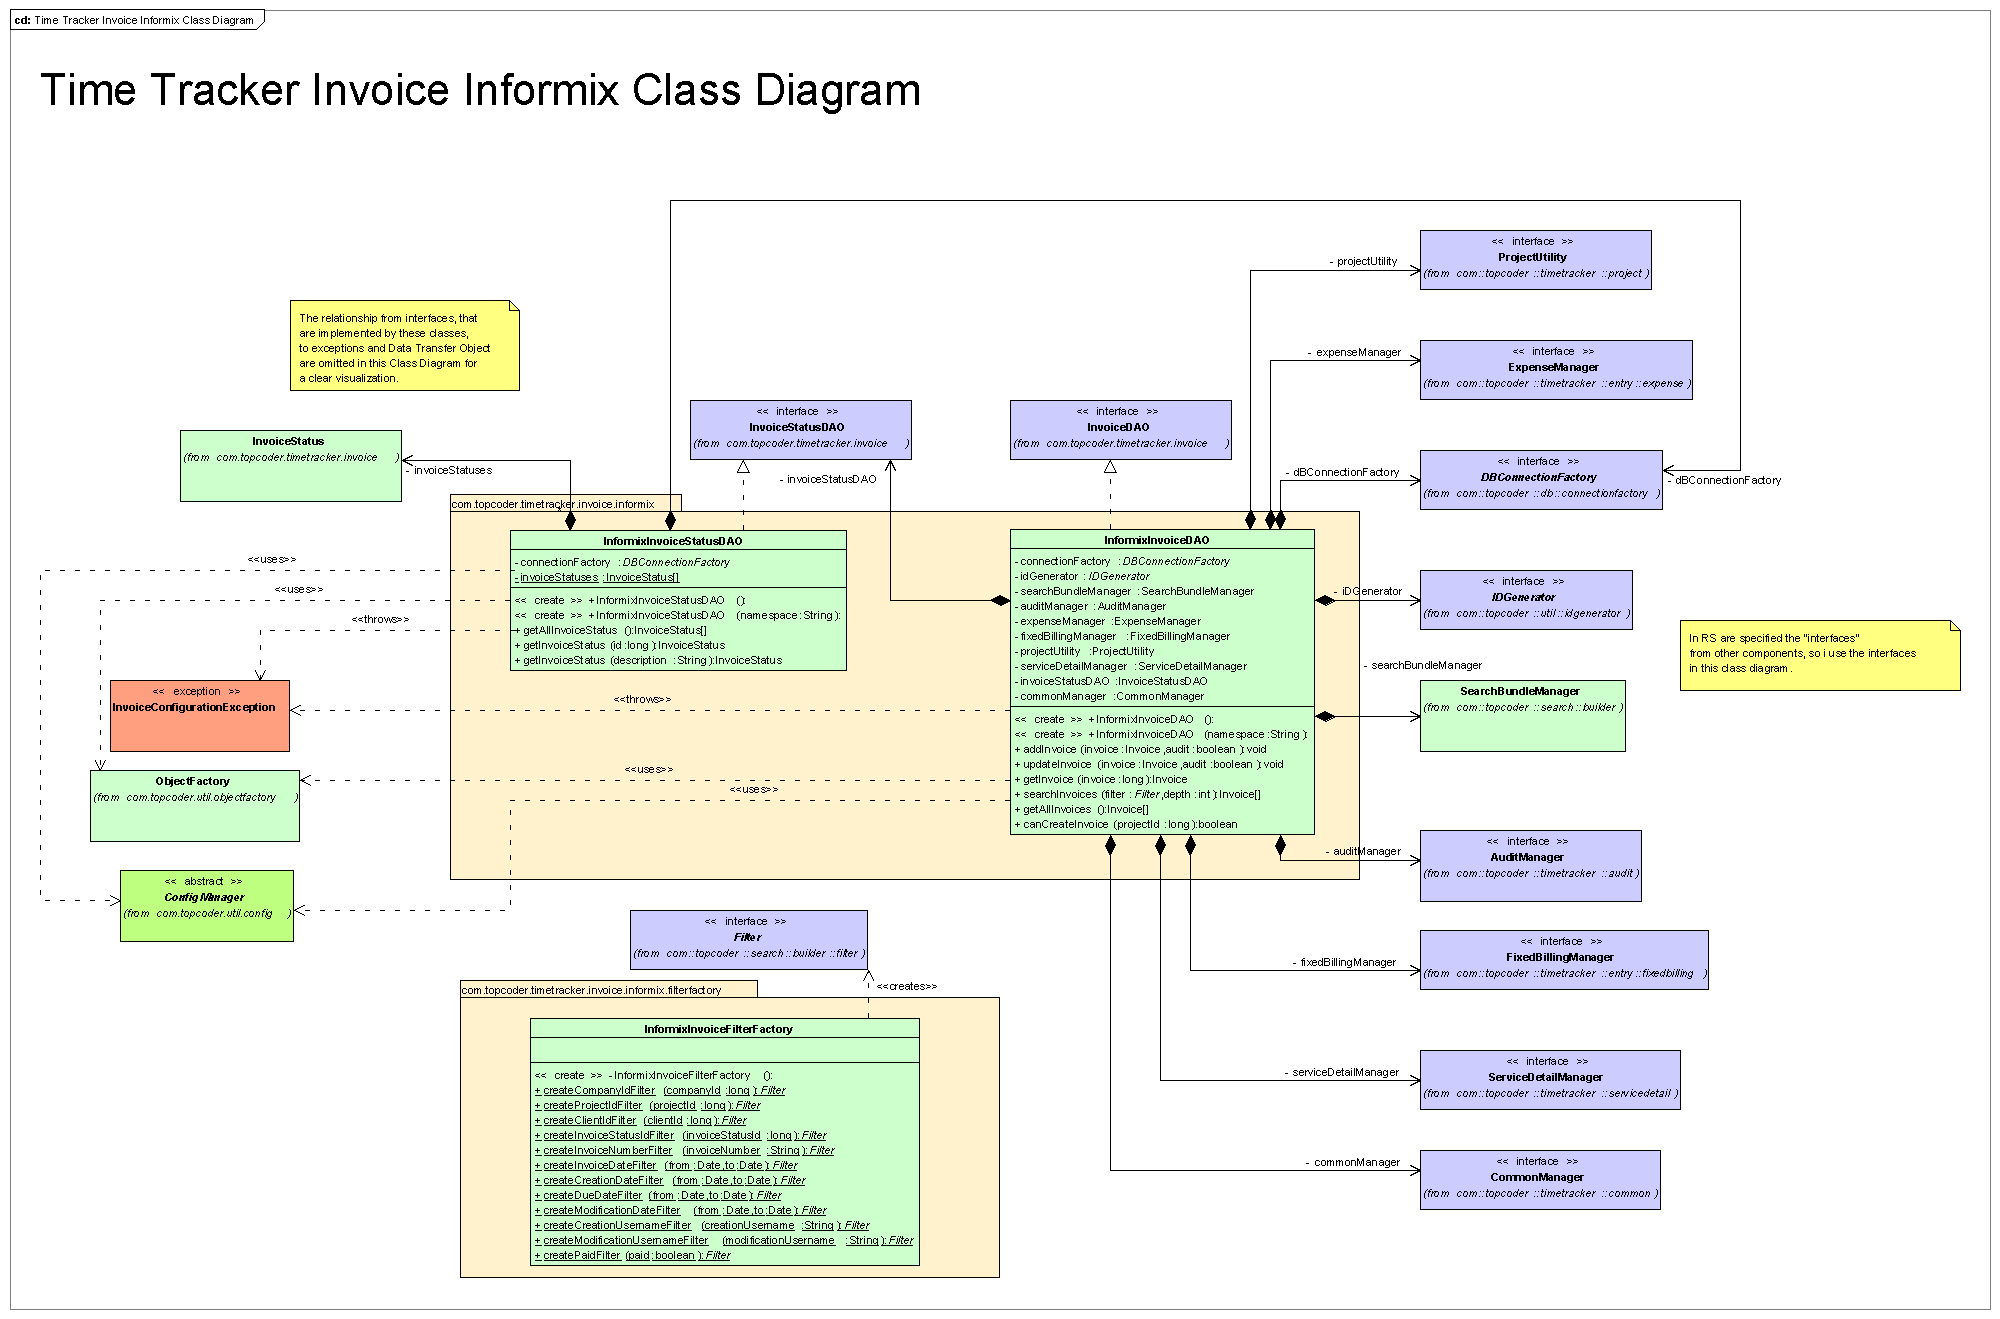 cd: Time Tracker Invoice Informix Class Diagram
Time Tracker Invoice Informix Class Diagram
<< interface >>
ProjectUtility
(from com::topcoder ::timetracker ::project )
- projectUtility
The relationship from interfaces, that
are implemented by these classes,
to exceptions and Data Transfer Object
are omitted in this Class Diagram for
a clear visualization.
<< interface >>
ExpenseManager
(from com::topcoder ::timetracker ::entry ::expense )
- expenseManager
<< interface >>
InvoiceStatusDAO
(from com.topcoder.timetracker.invoice )
<< interface >>
InvoiceDAO
(from com.topcoder.timetracker.invoice )
InvoiceStatus
(from com.topcoder.timetracker.invoice )
- invoiceStatuses
- invoiceStatusDAO
- dBConnectionFactory
<< interface >>
DBConnectionFactory
(from com::topcoder ::db::connectionfactory )
- dBConnectionFactory
com.topcoder.timetracker.invoice.informix
InformixInvoiceStatusDAO
- connectionFactory : DBConnectionFactory
- invoiceStatuses : InvoiceStatus[]
<< create >> + InformixInvoiceStatusDAO ():
<< create >> + InformixInvoiceStatusDAO (namespace : String ):
+ getAllInvoiceStatus ():InvoiceStatus[]
+ getInvoiceStatus (id : long ):InvoiceStatus
+ getInvoiceStatus (description : String ):InvoiceStatus
InformixInvoiceDAO
- connectionFactory : DBConnectionFactory
- idGenerator : IDGenerator
- searchBundleManager : SearchBundleManager
- auditManager : AuditManager
- expenseManager : ExpenseManager
- fixedBillingManager : FixedBillingManager
- projectUtility : ProjectUtility
- serviceDetailManager : ServiceDetailManager
- invoiceStatusDAO : InvoiceStatusDAO
- commonManager : CommonManager
<< create >> + InformixInvoiceDAO ():
<< create >> + InformixInvoiceDAO (namespace : String ):
+ addInvoice (invoice : Invoice ,audit : boolean ): void
+ updateInvoice (invoice : Invoice ,audit : boolean ): void
+ getInvoice (invoice : long ): Invoice
+ searchInvoices (filter : Filter ,depth : int ): Invoice[]
+ getAllInvoices (): Invoice[]
+ canCreateInvoice (projectId : long ): boolean
<<uses>>
<<uses>>
<<throws>>
<<throws>>
<<uses>>
<<uses>>
- iDGenerator
<< interface >>
IDGenerator
(from com::topcoder ::util ::idgenerator )
In RS are specified the "interfaces"
from other components, so i use the interfaces
in this class diagram .
- searchBundleManager
SearchBundleManager
(from com::topcoder ::search ::builder )
<< exception >>
InvoiceConfigurationException
ObjectFactory
(from com.topcoder.util.objectfactory )
<< abstract >>
ConfigManager
(from com.topcoder.util.config )
- auditManager
<< interface >>
AuditManager
(from com::topcoder ::timetracker ::audit )
<< interface >>
Filter
(from com::topcoder ::search ::builder ::filter )
<<creates>>
- fixedBillingManager
<< interface >>
FixedBillingManager
(from com::topcoder ::timetracker ::entry ::fixedbilling )
com.topcoder.timetracker.invoice.informix.filterfactory
InformixInvoiceFilterFactory
<< create >> - InformixInvoiceFilterFactory ():
+ createCompanyIdFilter (companyId : long ): Filter
+ createProjectIdFilter (projectId : long ): Filter
+ createClientIdFilter (clientId : long ): Filter
+ createInvoiceStatusIdFilter (invoiceStatusId : long ): Filter
+ createInvoiceNumberFilter (invoiceNumber : String ): Filter
+ createInvoiceDateFilter (from : Date ,to : Date ): Filter
+ createCreationDateFilter (from : Date ,to : Date ): Filter
+ createDueDateFilter (from : Date ,to : Date ): Filter
+ createModificationDateFilter (from : Date ,to : Date ): Filter
+ createCreationUsernameFilter (creationUsername : String ): Filter
+ createModificationUsernameFilter (modificationUsername : String ): Filter
+ createPaidFilter (paid : boolean ): Filter
- serviceDetailManager
<< interface >>
ServiceDetailManager
(from com::topcoder ::timetracker ::servicedetail )
- commonManager
<< interface >>
CommonManager
(from com::topcoder ::timetracker ::common )